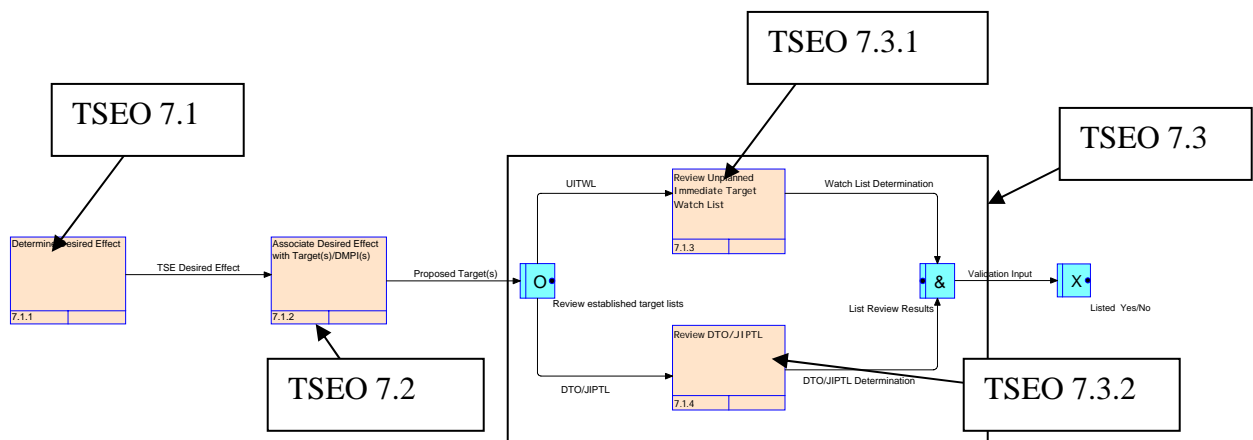 TSEO 7.3.1
TSEO 7.1
TSEO 7.3
Review Unplanned
Immediate Target
Watch List
7.1.3
UITWL
Watch List Determination
Determine Desired Effect
7.1.1
TSE Desired Effect
Associate Desired Effect
with Target(s)/DMPI(s)
7.1.2
Proposed Target(s)
O
Review established target lists
&
List Review Results
Validation Input
X
Listed Yes/No
Review DTO/JIPTL
7.1.4
DTO/JIPTL
DTO/JIPTL Determination
TSEO 7.2
TSEO 7.3.2